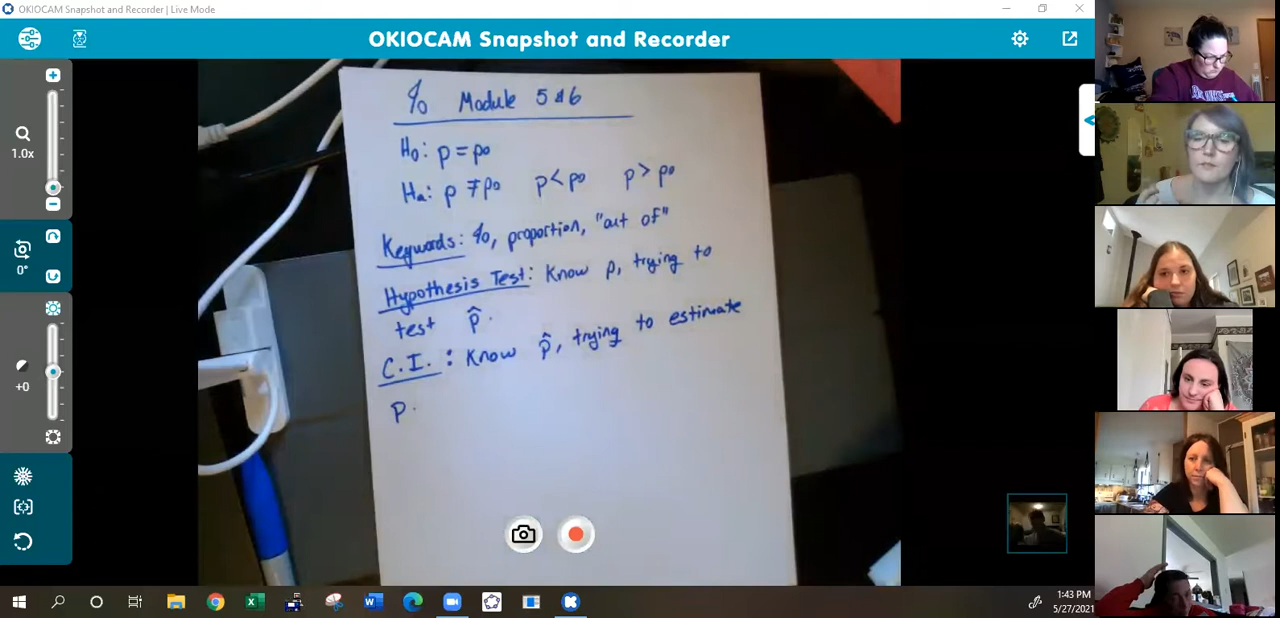 OKIOCAM Snapshot and Recorder | Live Mode
OKIOCAM Snapshot and Recorder
1.0x
0°
+0
% Module 5 & 6
H0: p = p0
Ha: p ≠ p0 p < p0 p > p0
Keywords: %, proportion, "out of"
Hypothesis Test: Know p, trying to
test p̂.
C.I.: Know p̂, trying to estimate
p.
1:43 PM
5/27/2021